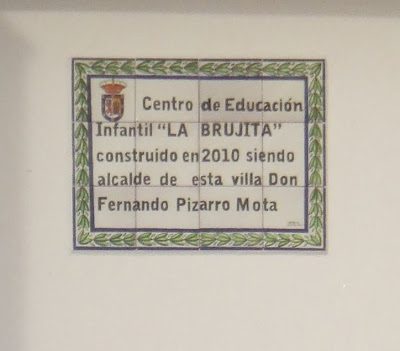 Centro de Educación
Infantil "LA BRUJITA"
construido en 2010 siendo
alcalde de esta villa Don
Fernando Pizarro Mota